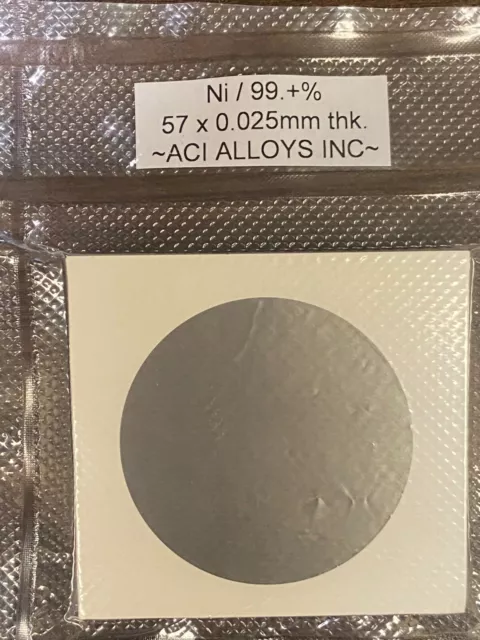 Ni / 99.+%
57 x 0.025mm thk.
~ACI ALLOYS INC~